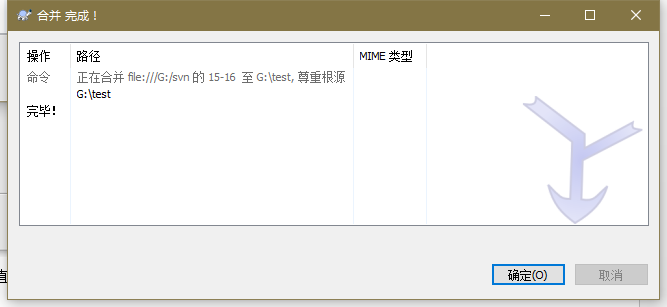 合并 完成！
操作 路径 MIME 类型
命令 正在合并 file:///G:/svn 的 15-16 至 G:\test, 尊重根源
G:\test
完毕!
确定(O) 取消
值